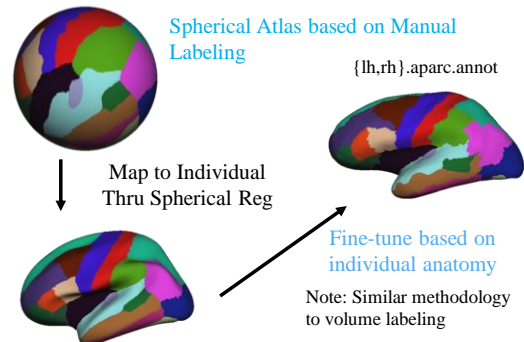 Spherical Atlas based on Manual
Labeling
{lh,rh}.aparc.annot
Map to Individual
Thru Spherical Reg
Fine-tune based on
individual anatomy
Note: Similar methodology
to volume labeling